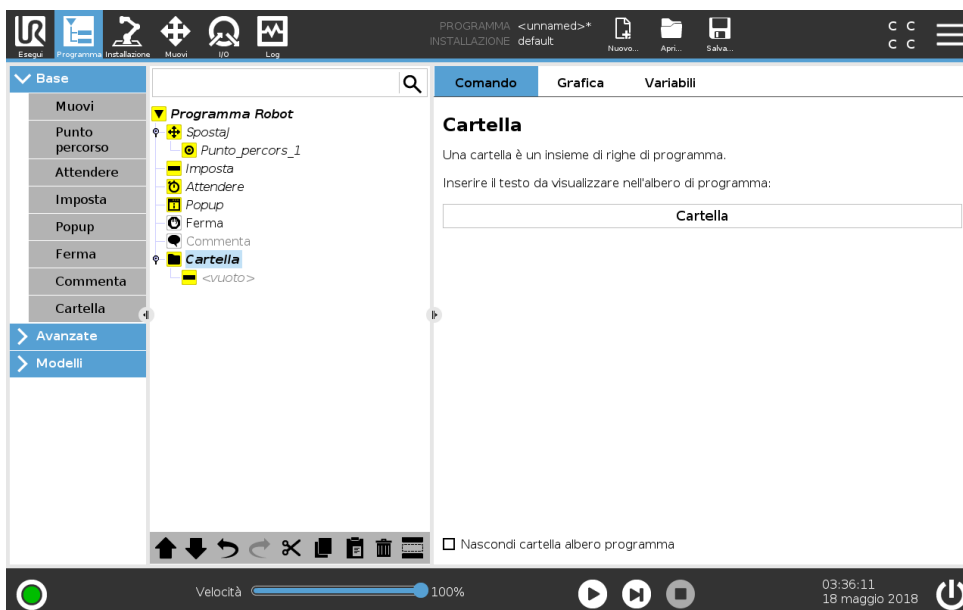 UR
PROGRAMMA <unnamed>*
INSTALLAZIONE default
Nuovo... Apri... Salva...
C C
C C
Esegui Programma Installazione Muovi I/O Log
Base
Muovi
Punto
percorso
Attendere
Imposta
Popup
Ferma
Commenta
Cartella
Avanzate
Modelli
Programma Robot
SpostaJ
Punto_percors_1
Imposta
Attendere
Popup
Ferma
Commenta
Cartella
<vuoto>
Comando Grafica Variabili
Cartella
Una cartella è un insieme di righe di programma.
Inserire il testo da visualizzare nell'albero di programma:
Cartella
Nascondi cartella albero programma
Velocità 100%
03:36:11
18 maggio 2018